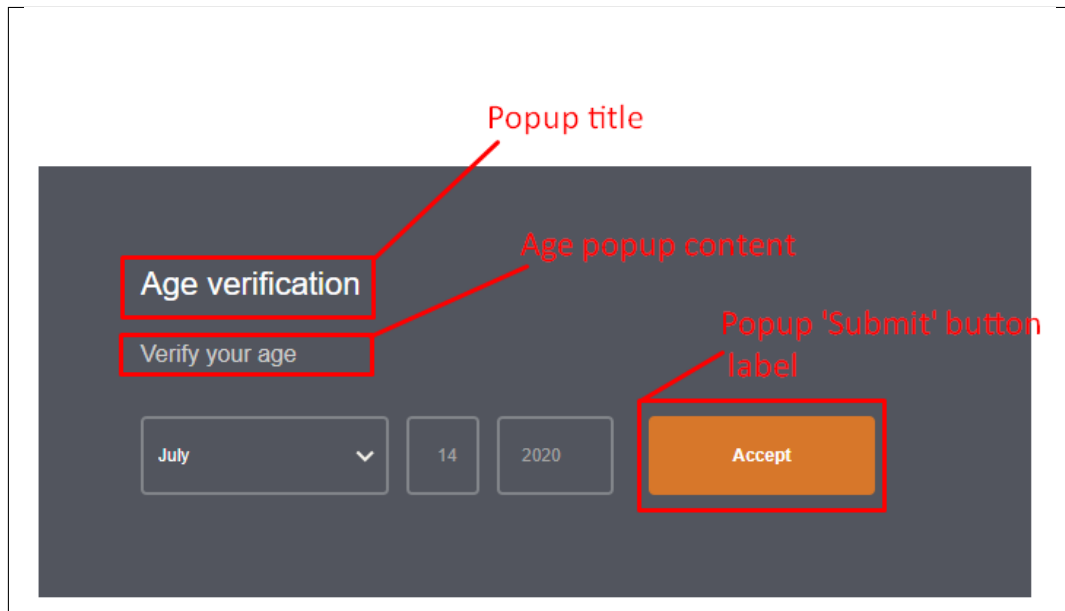 Popup title
Age popup content
Age verification
Popup 'Submit' button
label
Verify your age
July 14 2020 Accept